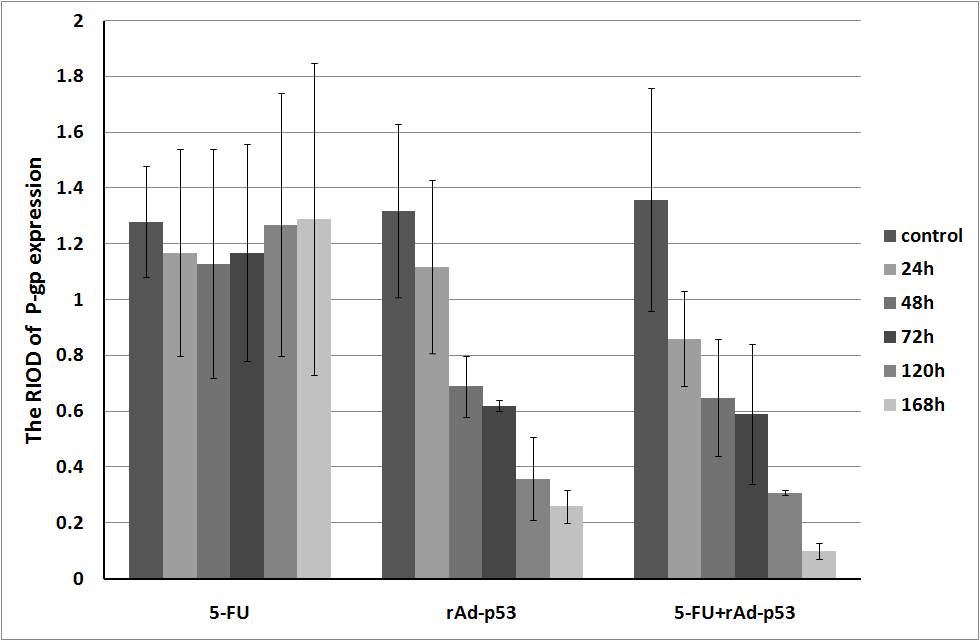 The RIOD of P-gp expression
2
1.8
1.6
1.4
1.2
1
0.8
0.6
0.4
0.2
0
5-FU
rAd-p53
5-FU+rAd-p53
control
24h
48h
72h
120h
168h